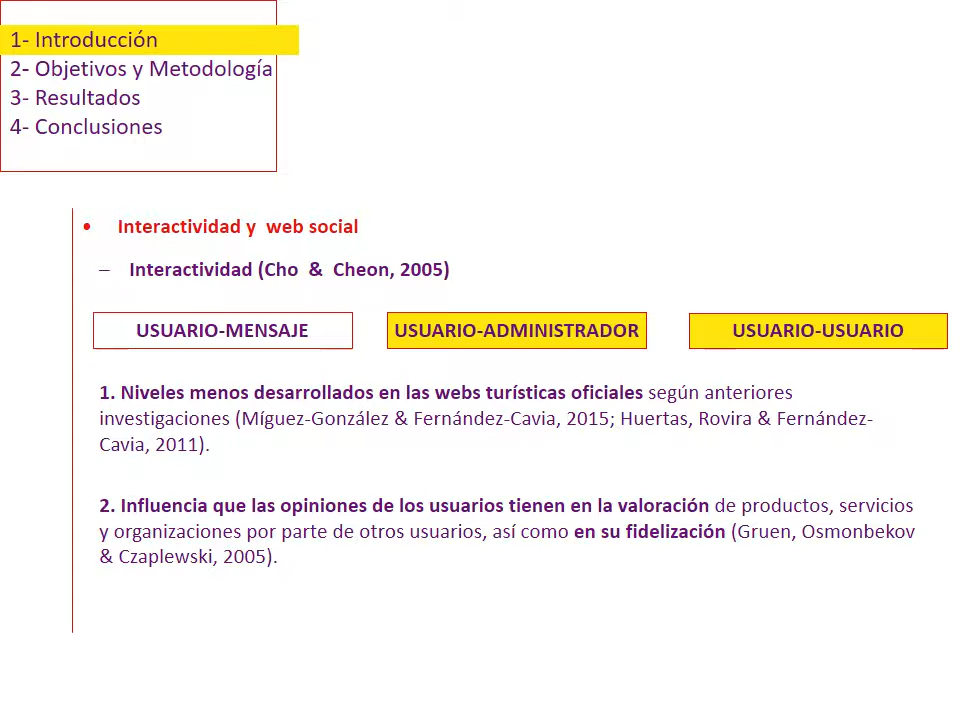 1- Introducción
2- Objetivos y Metodología
3- Resultados
4- Conclusiones
• Interactividad y web social
– Interactividad (Cho & Cheon, 2005)
USUARIO-MENSAJE
USUARIO-ADMINISTRADOR
USUARIO-USUARIO
1. Niveles menos desarrollados en las webs turísticas oficiales según anteriores
investigaciones (Míguez-González & Fernández-Cavia, 2015; Huertas, Rovira & Fernández-
Cavia, 2011).
2. Influencia que las opiniones de los usuarios tienen en la valoración de productos, servicios
y organizaciones por parte de otros usuarios, así como en su fidelización (Gruen, Osmonbekov
& Czaplewski, 2005).